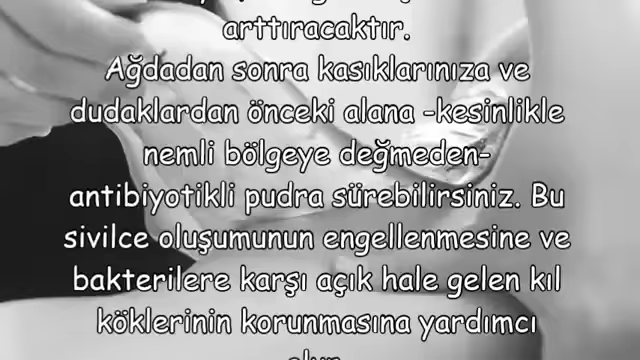 arttıracaktır.
Ağdadan sonra kasıklarınıza ve
dudaklardan önceki alana -kesinlikle
nemli bölgeye değmeden-
antibiyotikli pudra sürebilirsiniz. Bu
sivilce oluşumunun engellenmesine ve
bakterilere karşı açık hale gelen kıl
köklerinin korunmasına yardımcı